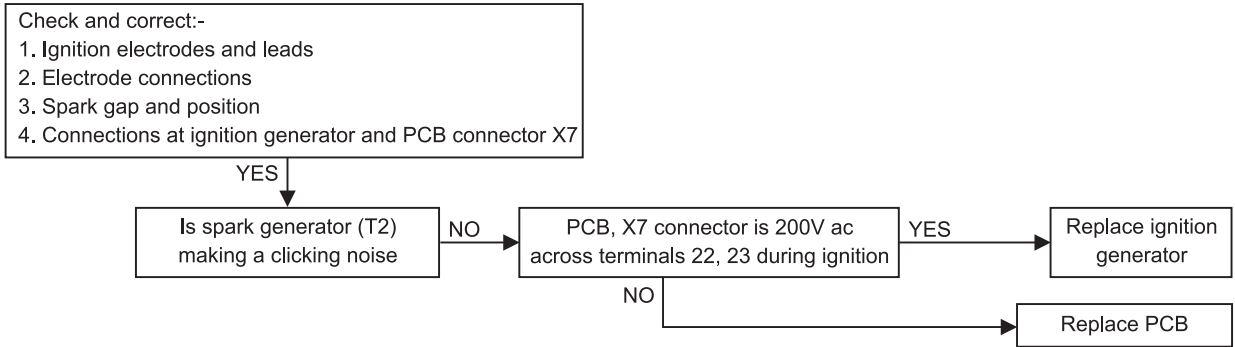 Check and correct:-
1. Ignition electrodes and leads
2. Electrode connections
3. Spark gap and position
4. Connections at ignition generator and PCB connector X7
YES
Is spark generator (T2)
making a clicking noise
NO
PCB, X7 connector is 200V ac
across terminals 22, 23 during ignition
YES
Replace ignition
generator
NO
Replace PCB